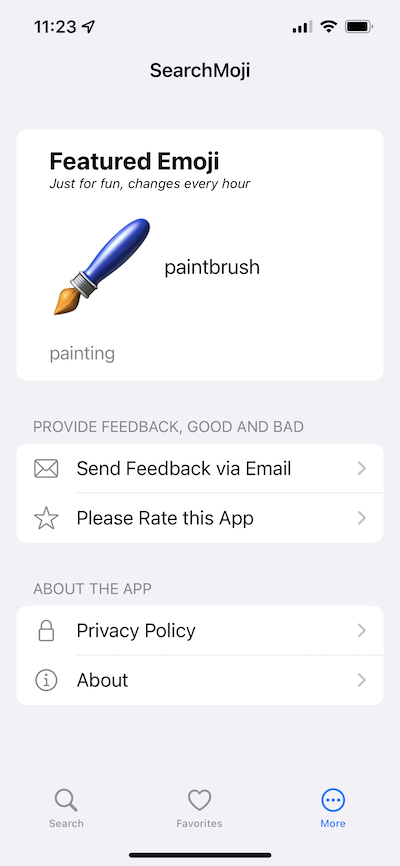 11:23
SearchMoji
Featured Emoji
Just for fun, changes every hour
paintbrush
painting
PROVIDE FEEDBACK, GOOD AND BAD
Send Feedback via Email
Please Rate this App
ABOUT THE APP
Privacy Policy
About
Search Favorites More